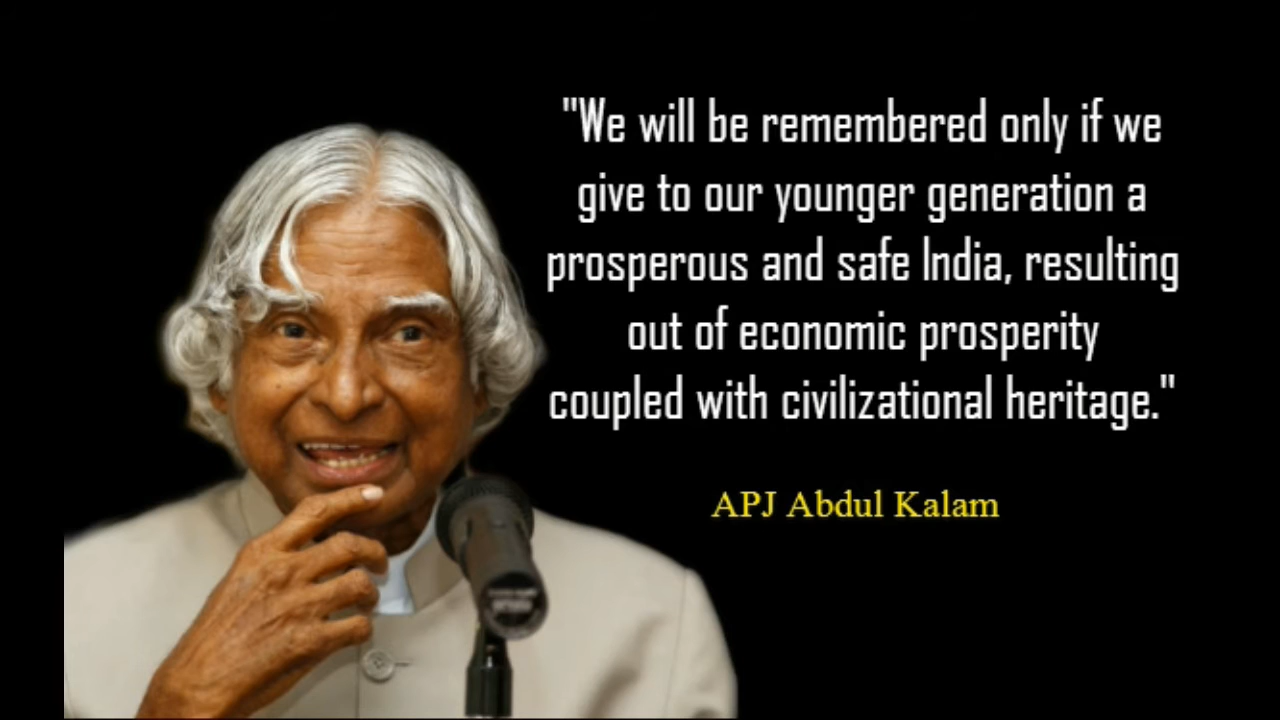 "We will be remembered only if we
give to our younger generation a
prosperous and safe India, resulting
out of economic prosperity
coupled with civilizational heritage."
APJ Abdul Kalam